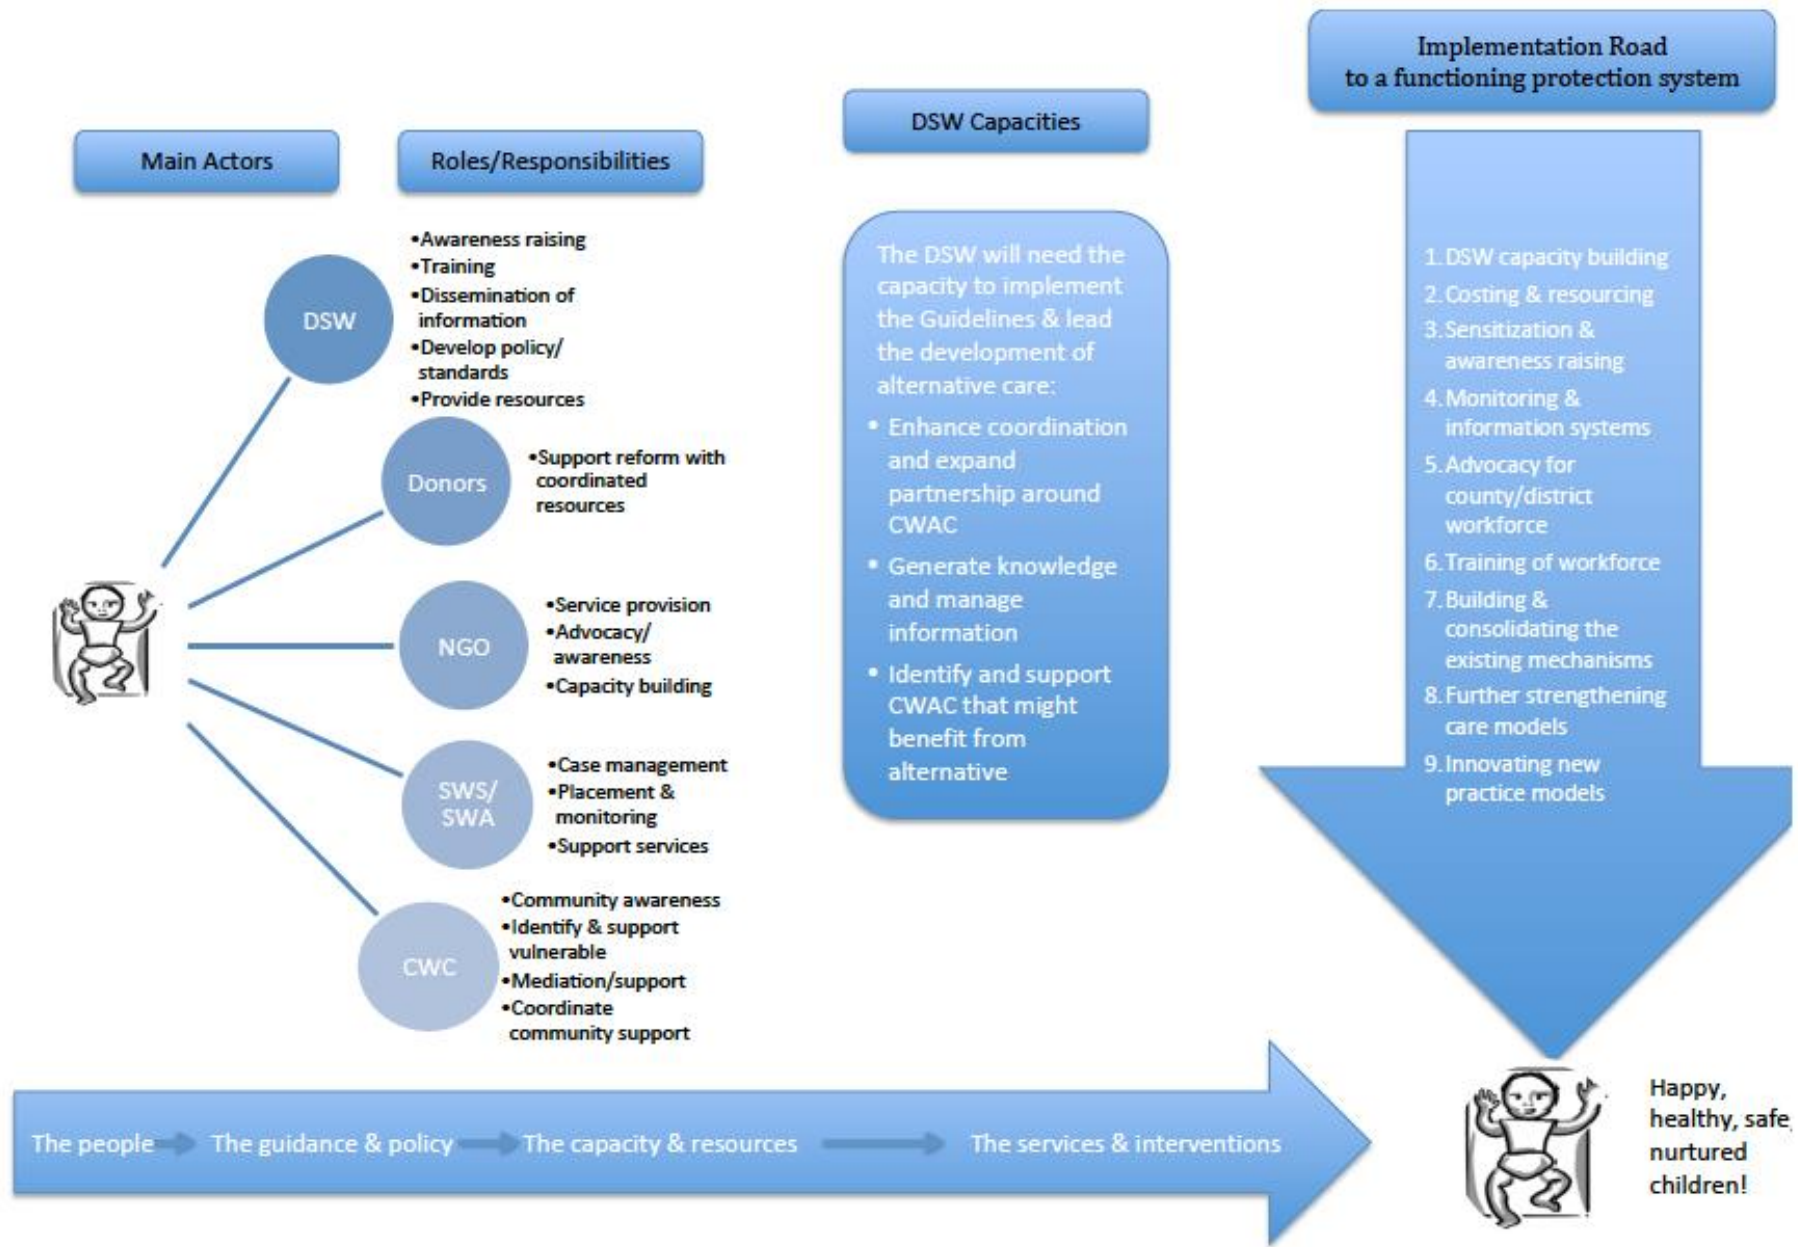 Implementation Road
to a functioning protection system
DSW Capacities
Main Actors
Roles/Responsibilities
DSW
•Awareness raising
•Training
•Dissemination of
information
•Develop policy/
standards
•Provide resources
Donors
•Support reform with
coordinated
resources
NGO
•Service provision
•Advocacy/
awareness
•Capacity building
SWS/
SWA
•Case management
•Placement &
monitoring
•Support services
CWC
•Community awareness
•Identify & support
vulnerable
•Mediation/support
•Coordinate
community support
The DSW will need the
capacity to implement
the Guidelines & lead
the development of
alternative care:
• Enhance coordination
and expand
partnership around
CWAC
• Generate knowledge
and manage
information
• Identify and support
CWAC that might
benefit from
alternative
1. DSW capacity building
2. Costing & resourcing
3. Sensitization &
awareness raising
4. Monitoring &
information systems
5. Advocacy for
county/district
workforce
6. Training of workforce
7. Building &
consolidating the
existing mechanisms
8. Further strengthening
care models
9. Innovating new
practice models
The people
The guidance & policy
The capacity & resources
The services & interventions
Happy,
healthy, safe,
nurtured
children!